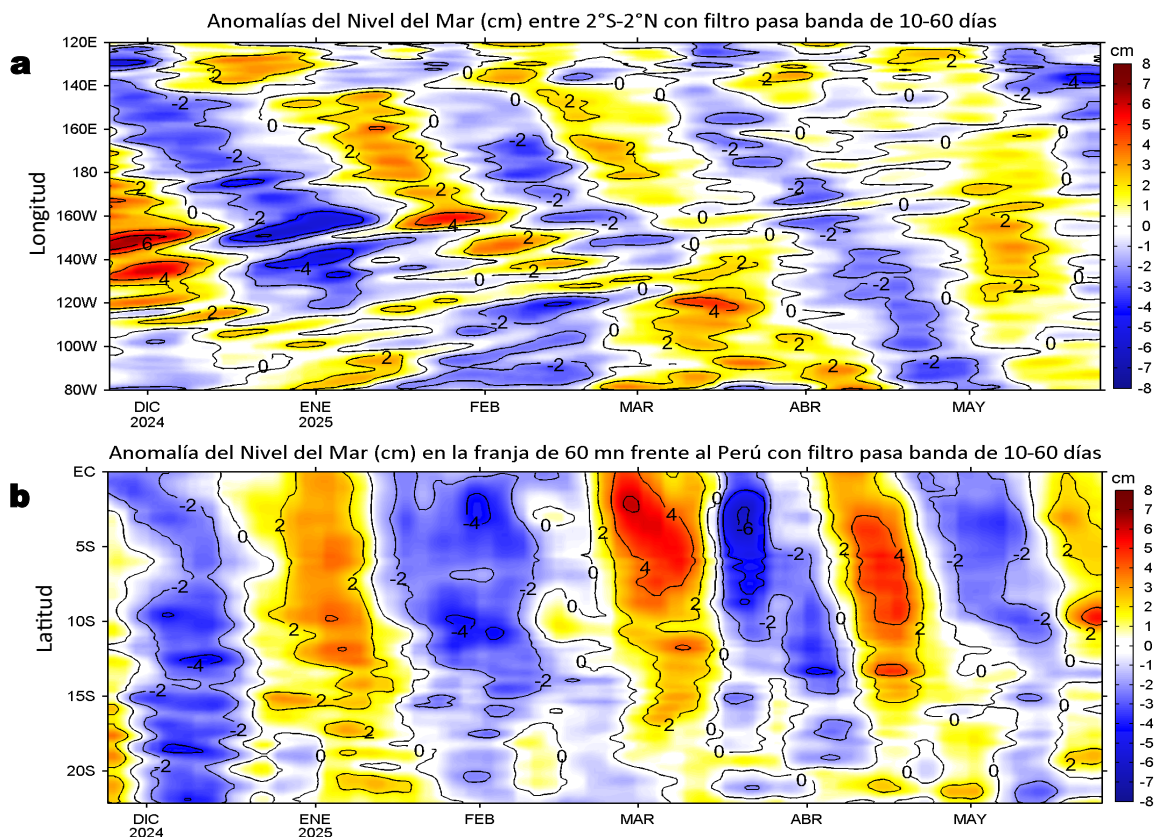 Anomalías del Nivel del Mar (cm) entre 2°S-2°N con filtro pasa banda de 10-60 días
a
Longitud
120E
140E
160E
180
160W
140W
120W
100W
80W
DIC
2024
ENE
2025
FEB
MAR
ABR
MAY
cm
8
7
6
5
4
3
2
1
0
-1
-2
-3
-4
-5
-6
-7
-8
Anomalía del Nivel del Mar (cm) en la franja de 60 mn frente al Perú con filtro pasa banda de 10-60 días
b
Latitud
EC
5S
10S
15S
20S
DIC
2024
ENE
2025
FEB
MAR
ABR
MAY
cm
8
7
6
5
4
3
2
1
0
-1
-2
-3
-4
-5
-6
-7
-8